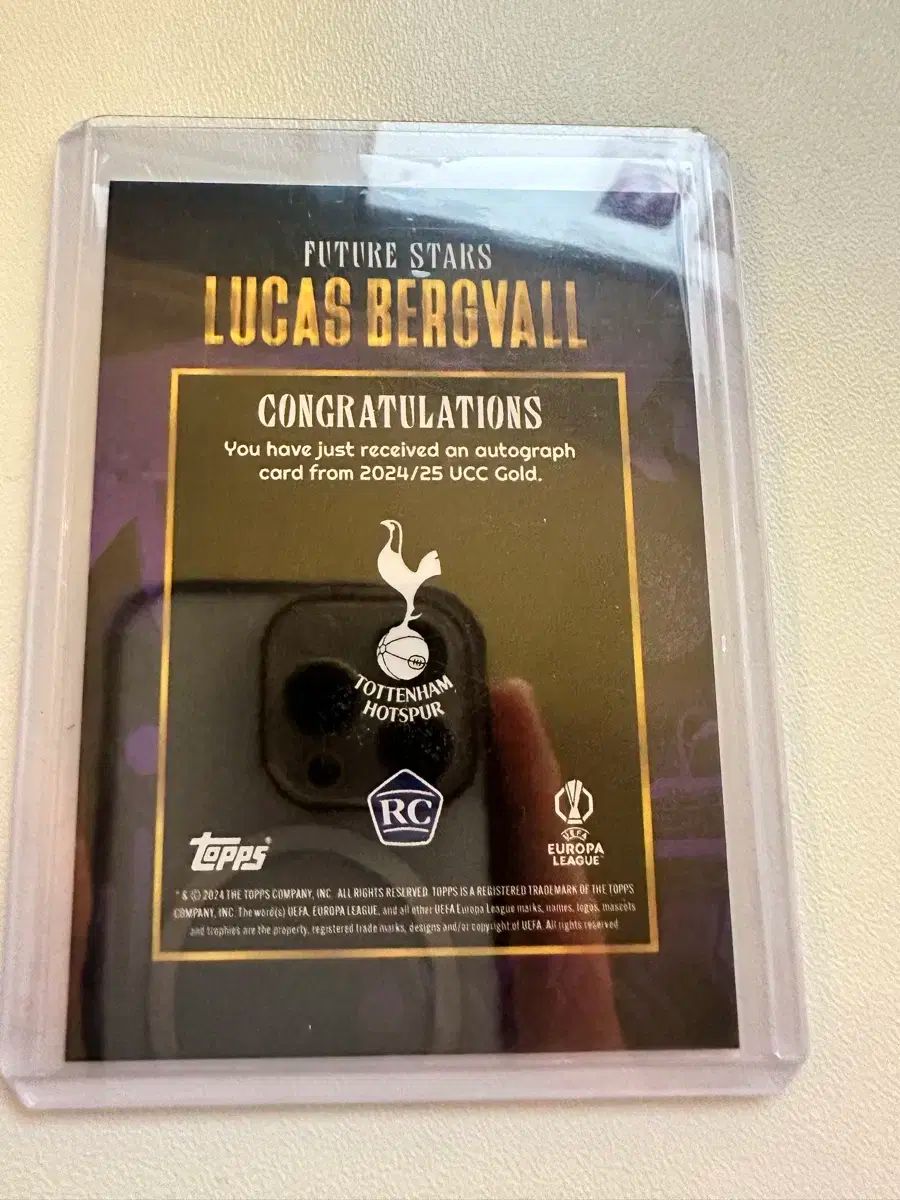 FUTURE STARS
LUCAS BERGVALL
CONGRATULATIONS
You have just received an autograph
card from 2024/25 UCC Gold.
TOTTENHAM
HOTSPUR
RC
topps®
UEFA
EUROPA
LEAGUE™
* & © 2024 THE TOPPS COMPANY, INC. ALL RIGHTS RESERVED. TOPPS IS A REGISTERED TRADEMARK OF THE TOPPS
COMPANY, INC. The word(s) UEFA, EUROPA LEAGUE, and all other UEFA Europa League marks, names, logos, mascots
and trophies are the property, registered trade marks, designs and/or copyright of UEFA. All rights reserved.